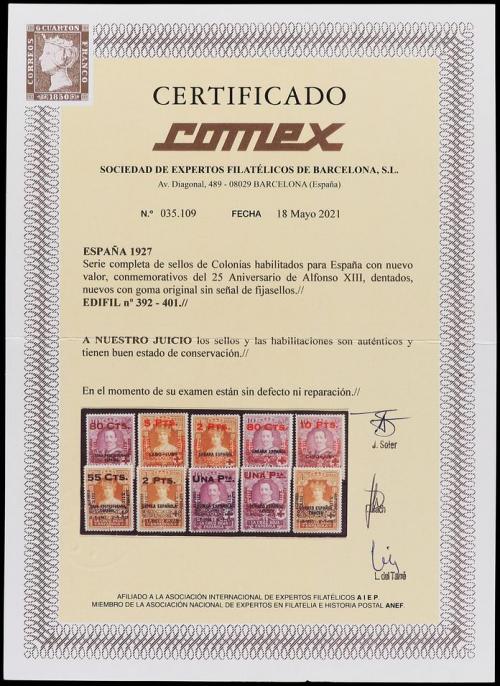 6 CUARTOS
CORREOS
FRANCO
1850
CERTIFICADO
comex
SOCIEDAD DE EXPERTOS FILATÉLICOS DE BARCELONA, S.L.
Av. Diagonal, 489 - 08029 BARCELONA (España)
N.º 035.109 FECHA 18 Mayo 2021
ESPAÑA 1927
Serie completa de sellos de Colonias habilitados para España con nuevo
valor, conmemorativos del 25 Aniversario de Alfonso XIII, dentados,
nuevos con goma original sin señal de fijasellos.//
EDIFIL nº 392 - 401.//
A NUESTRO JUICIO los sellos y las habilitaciones son auténticos y
tienen buen estado de conservación.//
En el momento de su examen están sin defecto ni reparación.//
80 CTS. 5 Pts. 2 Pts. 80 CTS. 10 Pts.
CABO-JUBY SAHARA ESPAÑOL
J. Soler
55 CTS. 2 PTS. UNA Pta. UNA Pta.
L. del Tarré
AFILIADO A LA ASOCIACIÓN INTERNACIONAL DE EXPERTOS FILATÉLICOS A I E P.
MIEMBRO DE LA ASOCIACIÓN NACIONAL DE EXPERTOS EN FILATELIA E HISTORIA POSTAL ANEF.